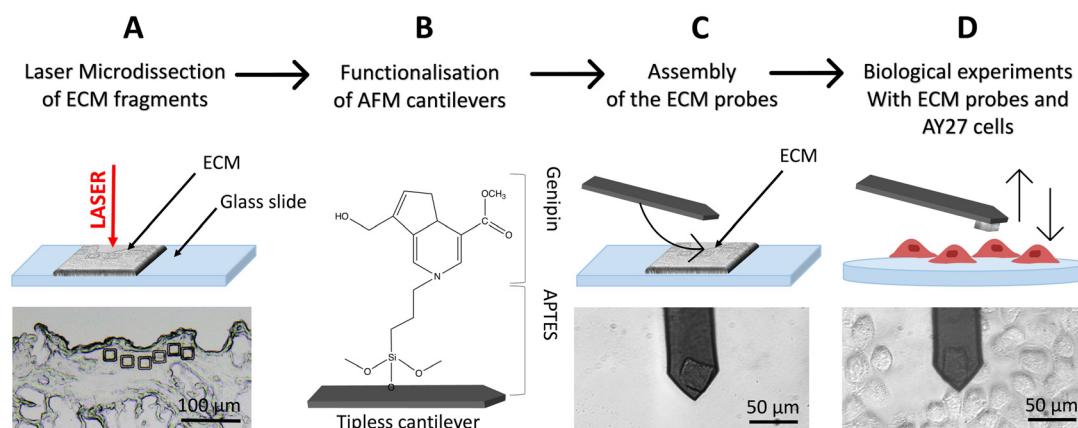 A
Laser Microdissection
of ECM fragments
LASER
ECM
Glass slide
100 µm
B
Functionalisation
of AFM cantilevers
OCH₃
HO
C
O
N
Si
O
O
O
Genipin
APTES
Tipless cantilever
C
Assembly
of the ECM probes
ECM
50 µm
D
Biological experiments
With ECM probes and
AY27 cells
50 µm